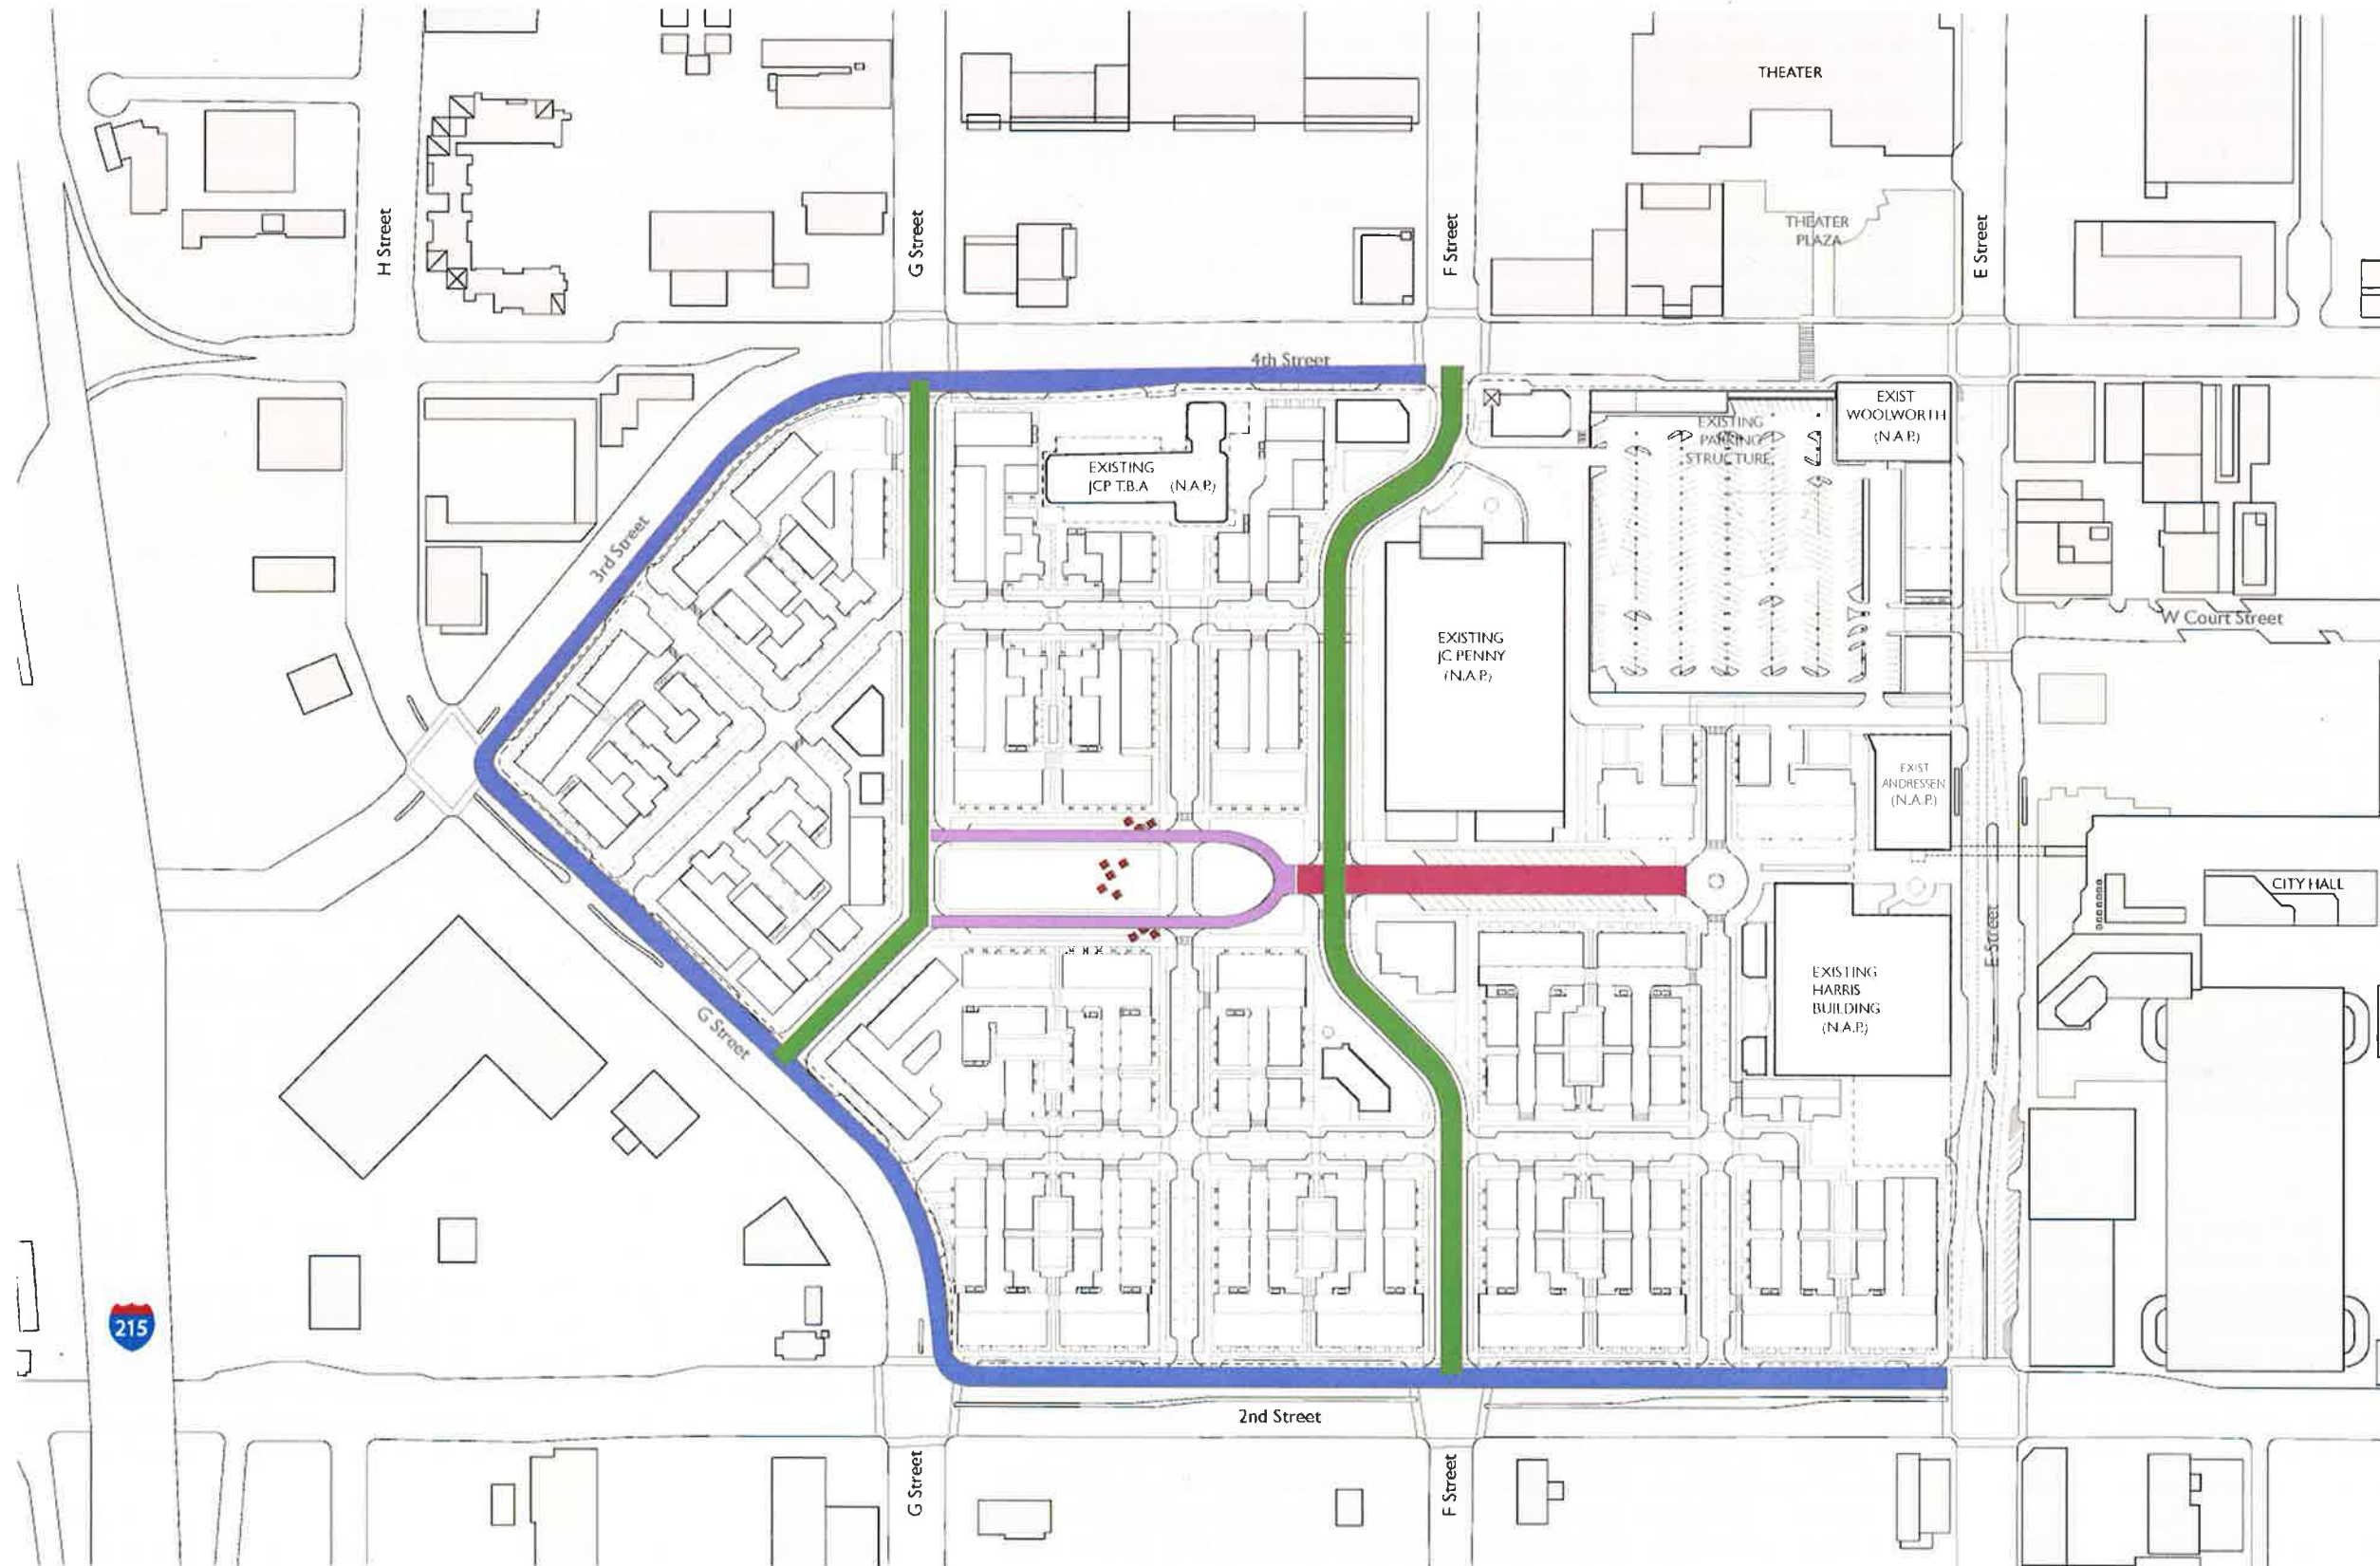 THEATER
THEATER
PLAZA
H Street
G Street
F Street
E Street
4th Street
EXIST
WOOLWORTH
(N.A.P.)
EXISTING
PARKING
STRUCTURE
EXISTING
JCP T.B.A (N.A.P.)
3rd Street
W Court Street
EXISTING
JC PENNY
(N.A.P.)
EXIST
ANDRESSEN
(N.A.P.)
CITY HALL
E Street
EXISTING
HARRIS
BUILDING
(N.A.P.)
G Street
215
2nd Street
G Street
F Street